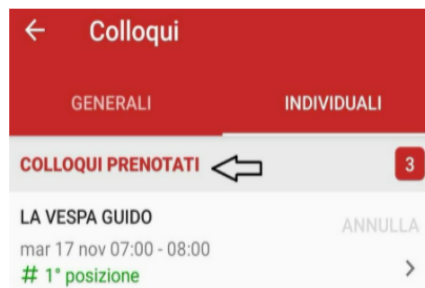 Colloqui
GENERALI INDIVIDUALI
COLLOQUI PRENOTATI 3
LA VESPA GUIDO ANNULLA
mar 17 nov 07:00 - 08:00
# 1° posizione